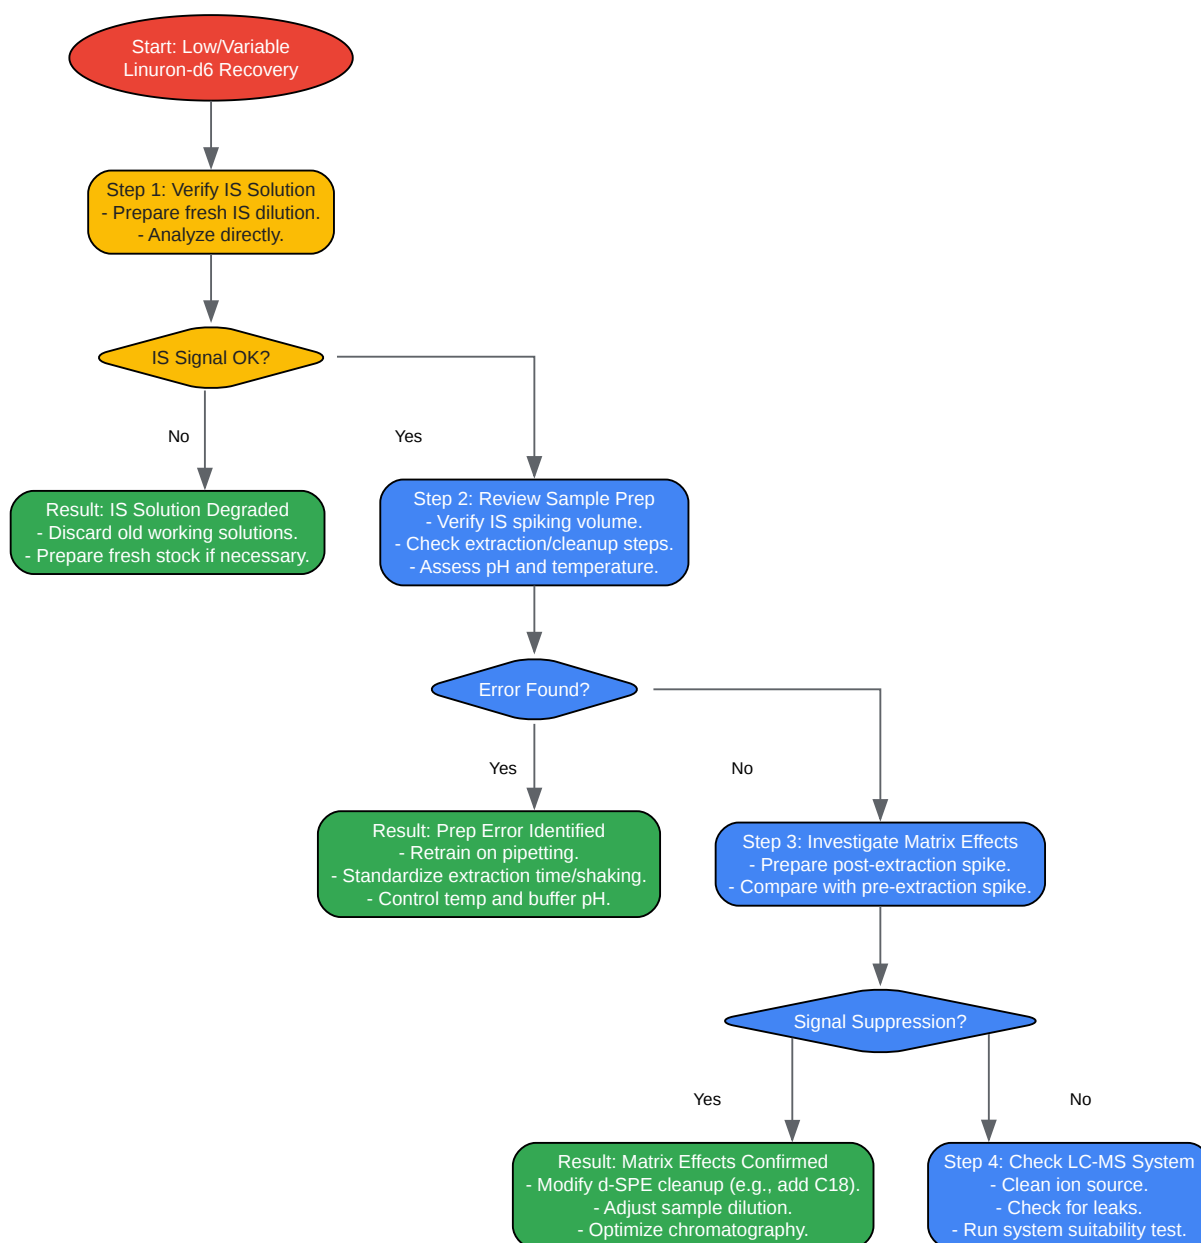 Start: Low/Variable
Linuron-d6 Recovery
Step 1: Verify IS Solution
- Prepare fresh IS dilution.
- Analyze directly.
IS Signal OK?
No
Yes
Result: IS Solution Degraded
- Discard old working solutions.
- Prepare fresh stock if necessary.
Step 2: Review Sample Prep
- Verify IS spiking volume.
- Check extraction/cleanup steps.
- Assess pH and temperature.
Error Found?
Yes
No
Result: Prep Error Identified
- Retrain on pipetting.
- Standardize extraction time/shaking.
- Control temp and buffer pH.
Step 3: Investigate Matrix Effects
- Prepare post-extraction spike.
- Compare with pre-extraction spike.
Signal Suppression?
Yes
No
Result: Matrix Effects Confirmed
- Modify d-SPE cleanup (e.g., add C18).
- Adjust sample dilution.
- Optimize chromatography.
Step 4: Check LC-MS System
- Clean ion source.
- Check for leaks.
- Run system suitability test.